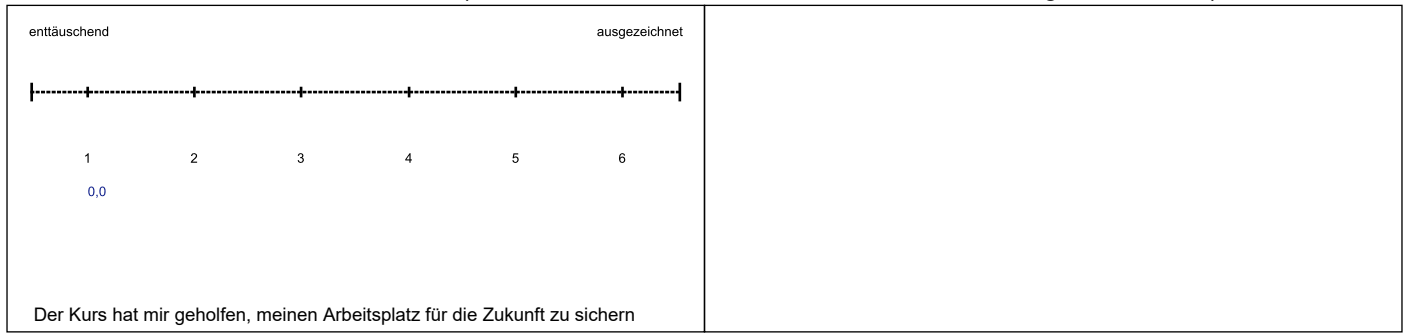 enttäuschend ausgezeichnet
1 2 3 4 5 6
0,0
Der Kurs hat mir geholfen, meinen Arbeitsplatz für die Zukunft zu sichern